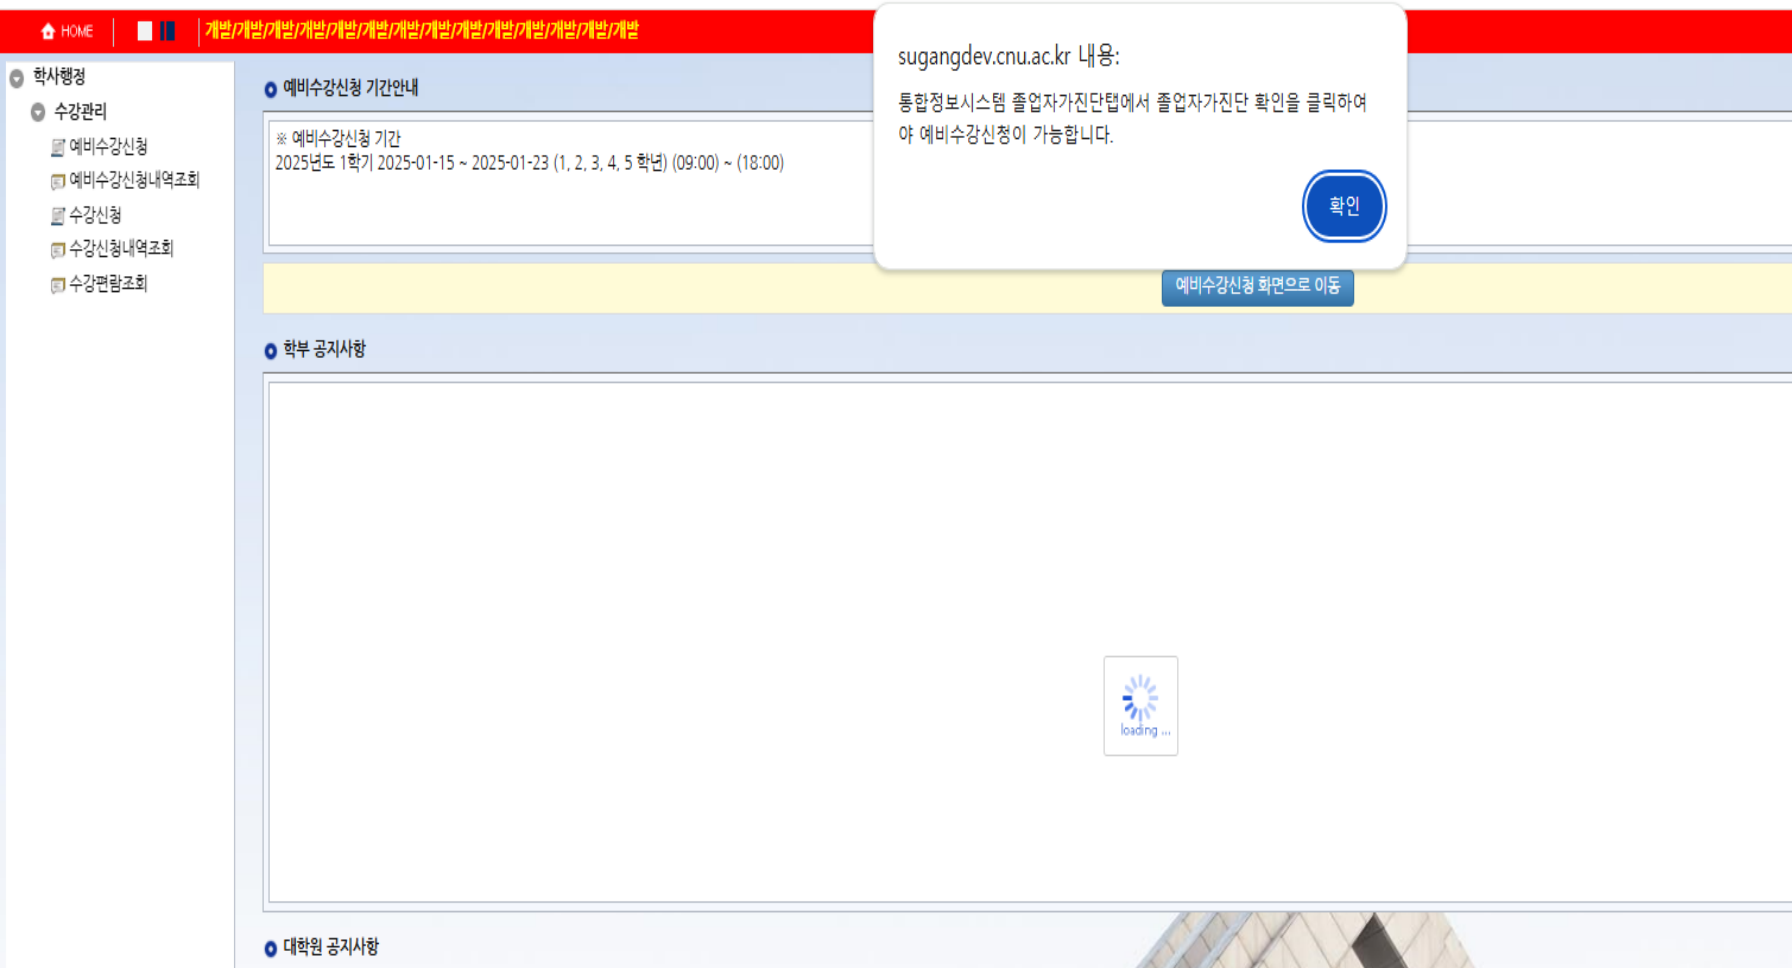 HOME
개발/개발/개발/개발/개발/개발/개발/개발/개발/개발/개발/개발/개발/개발
학사행정
수강관리
예비수강신청
예비수강신청내역조회
수강신청
수강신청내역조회
수강편람조회
예비수강신청 기간안내
※ 예비수강신청 기간
2025년도 1학기 2025-01-15 ~ 2025-01-23 (1, 2, 3, 4, 5 학년) (09:00) ~ (18:00)
sugangdev.cnu.ac.kr 내용:
통합정보시스템 졸업자가진단탭에서 졸업자가진단 확인을 클릭하여
야 예비수강신청이 가능합니다.
확인
예비수강신청 화면으로 이동
학부 공지사항
loading ...
대학원 공지사항